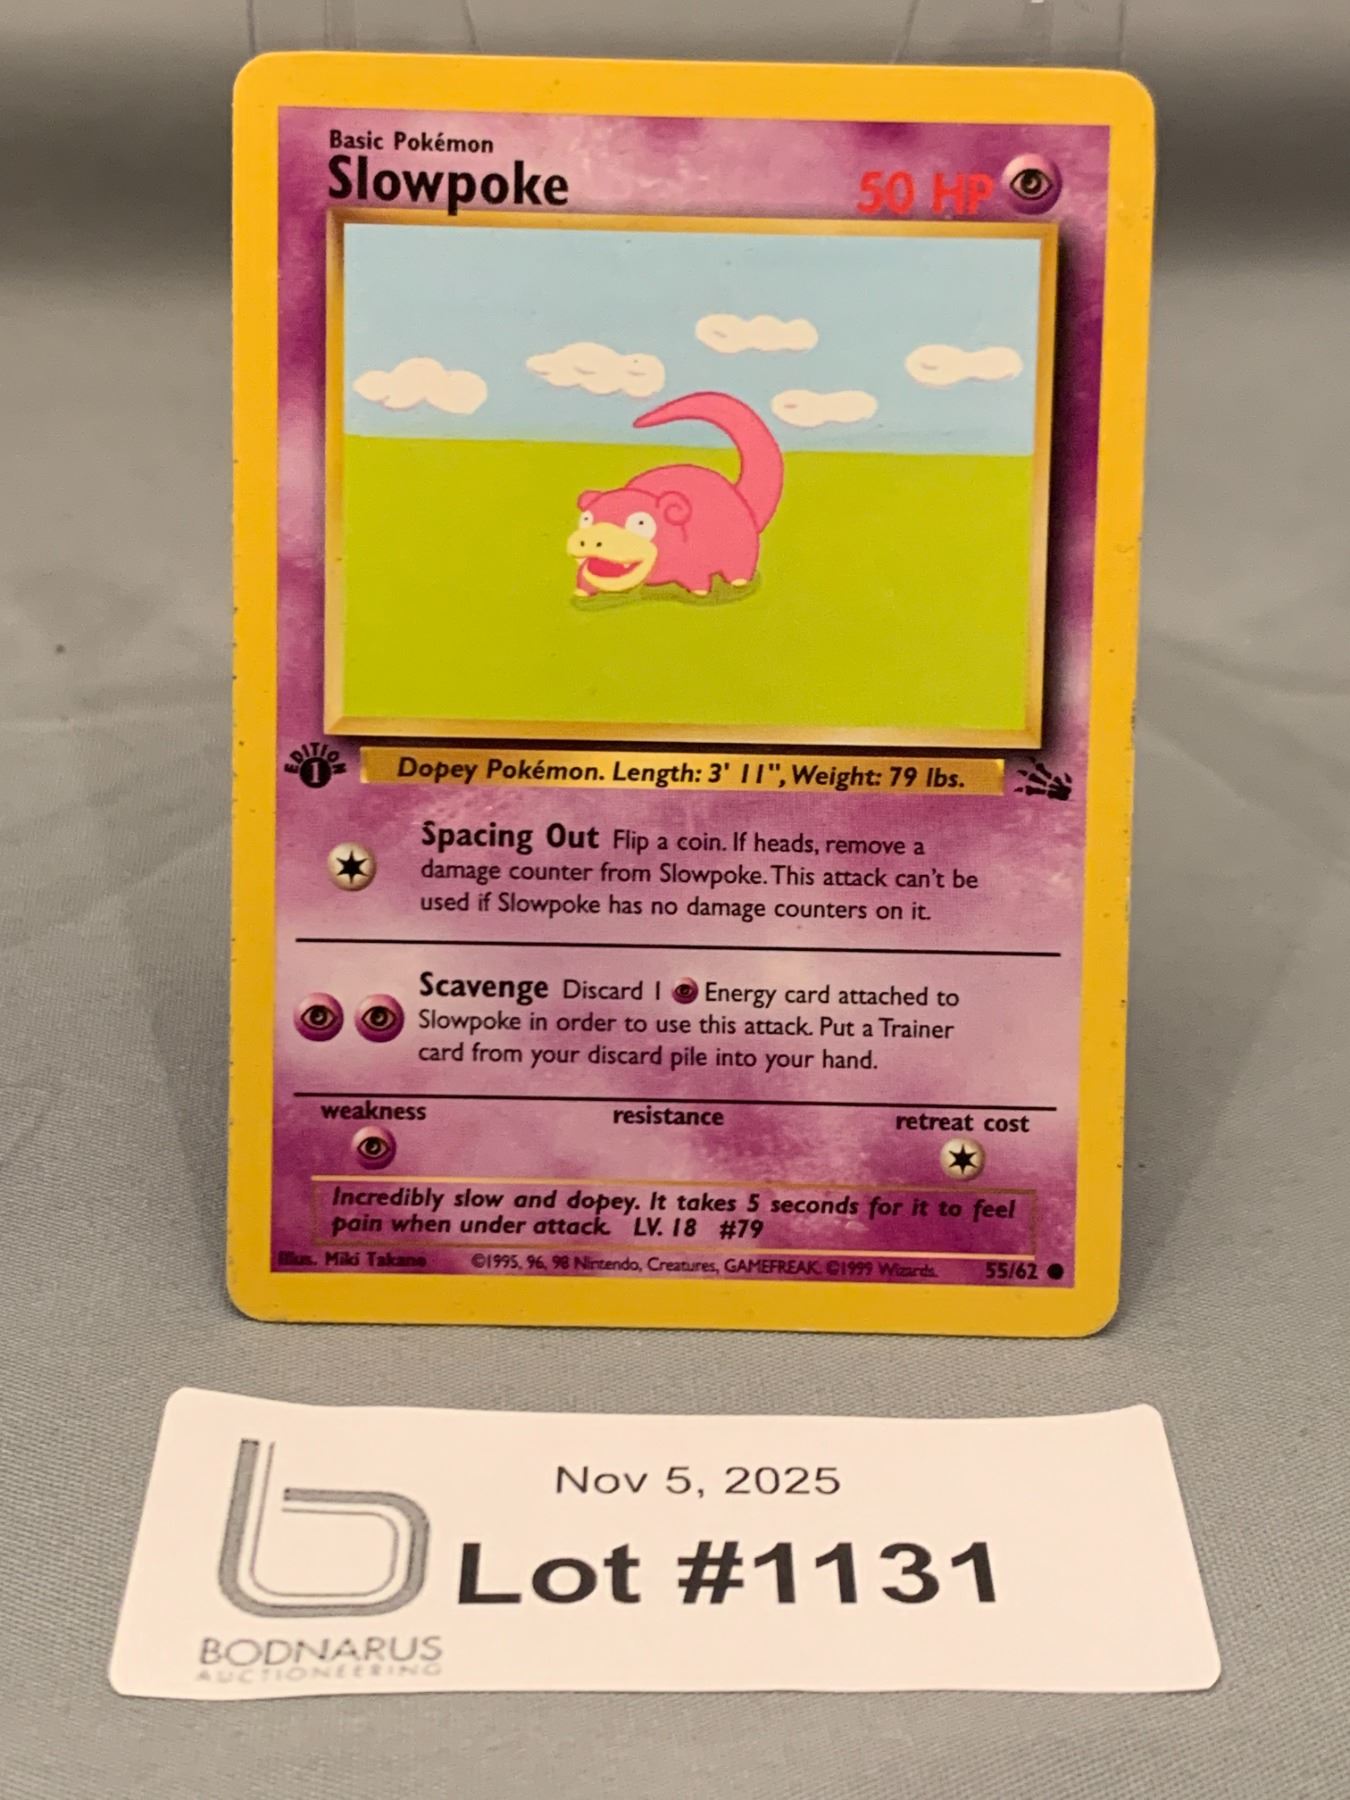 Basic Pokémon
Slowpoke
50 HP
EDITION
1
Dopey Pokémon. Length: 3' 11", Weight: 79 lbs.
Spacing Out Flip a coin. If heads, remove a
damage counter from Slowpoke. This attack can't be
used if Slowpoke has no damage counters on it.
Scavenge Discard 1 Energy card attached to
Slowpoke in order to use this attack. Put a Trainer
card from your discard pile into your hand.
weakness
resistance
retreat cost
Incredibly slow and dopey. It takes 5 seconds for it to feel
pain when under attack. LV. 18 #79
Illus. Miki Takano ©1995, 96, 98 Nintendo, Creatures, GAMEFREAK. ©1999 Wizards. 55/62
Nov 5, 2025
Lot #1131
BODNARUS
AUCTIONEERING